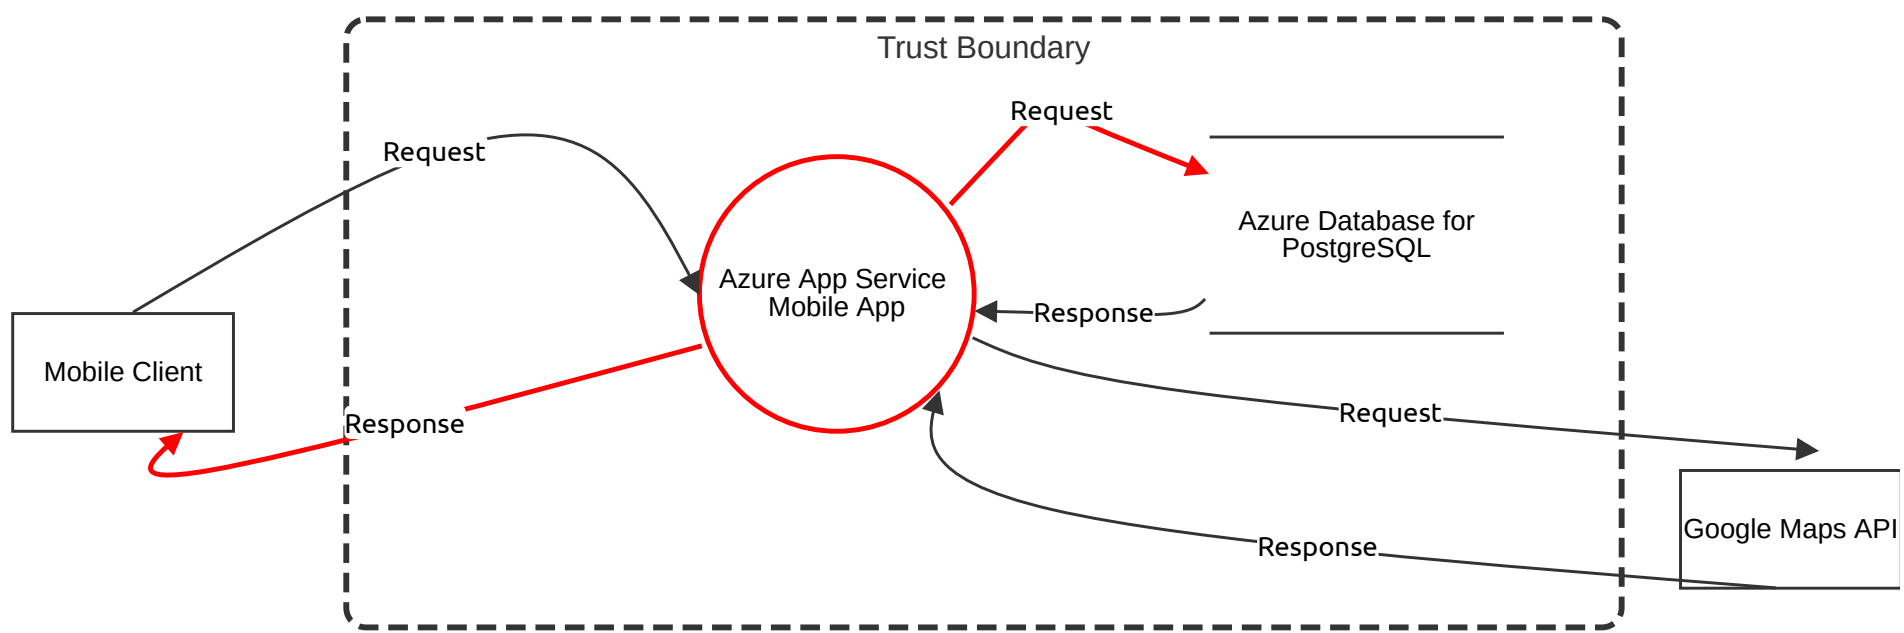 Trust Boundary
Request
Request
Azure Database for
PostgreSQL
Azure App Service
Mobile App
Response
Mobile Client
Request
Response
Google Maps API
Response